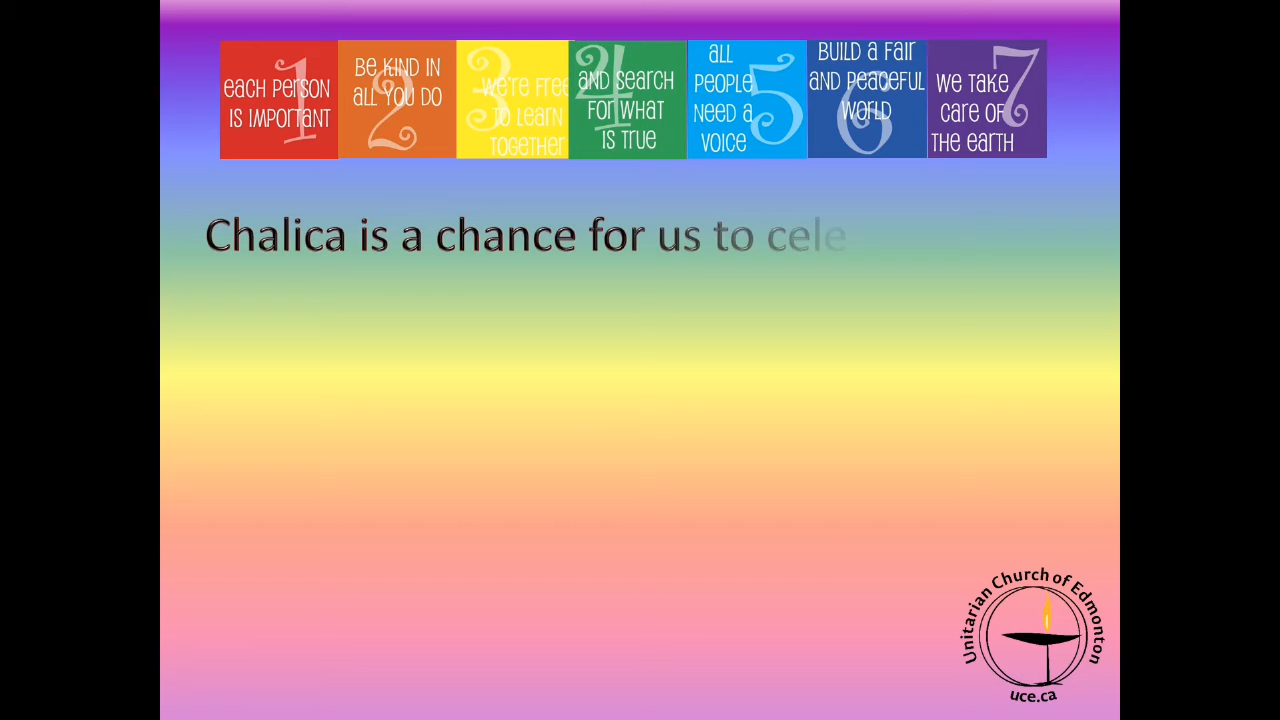 1
each person
is important
2
Be kind in
all you do
3
we're free
to learn
together
4
and search
for what
is true
5
all
people
need a
voice
6
Build a fair
and peaceful
world
7
we take
care of
the earth
Chalica is a chance for us to cele
Unitarian Church of Edmonton
uce.ca